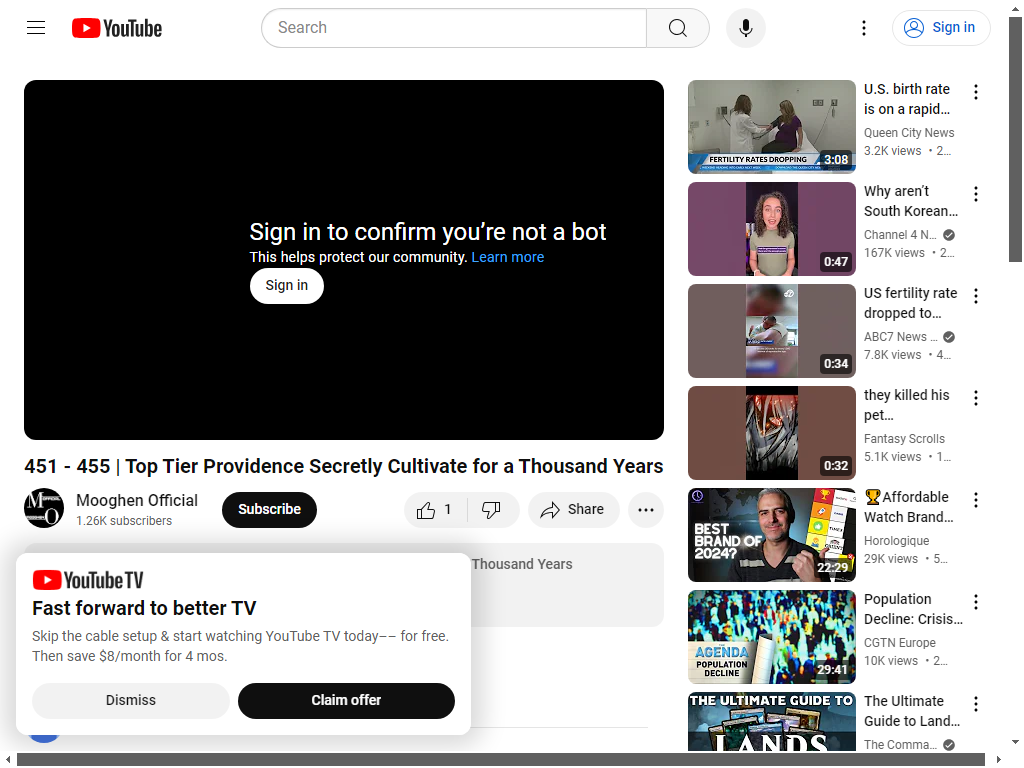 YouTube
Search
Sign in
Sign in to confirm you’re not a bot
This helps protect our community. Learn more
Sign in
451 - 455 | Top Tier Providence Secretly Cultivate for a Thousand Years
Mooghen Official
1.26K subscribers
Subscribe
1
Share
Thousand Years
YouTube TV
Fast forward to better TV
Skip the cable setup & start watching YouTube TV today–– for free.
Then save $8/month for 4 mos.
Dismiss
Claim offer
FERTILITY RATES DROPPING
3:08
U.S. birth rate
is on a rapid…
Queen City News
3.2K views • 2…
0:47
Why aren’t
South Korean…
Channel 4 N…
167K views • 2…
0:34
US fertility rate
dropped to…
ABC7 News …
7.8K views • 4…
0:32
they killed his
pet…
Fantasy Scrolls
5.1K views • 1…
BEST
BRAND OF
2024?
22:29
🏆Affordable
Watch Brand…
Horologique
29K views • 5…
THE
AGENDA
POPULATION
DECLINE
29:41
Population
Decline: Crisis…
CGTN Europe
10K views • 2…
THE ULTIMATE GUIDE TO
LANDS
The Ultimate
Guide to Land…
The Comma…